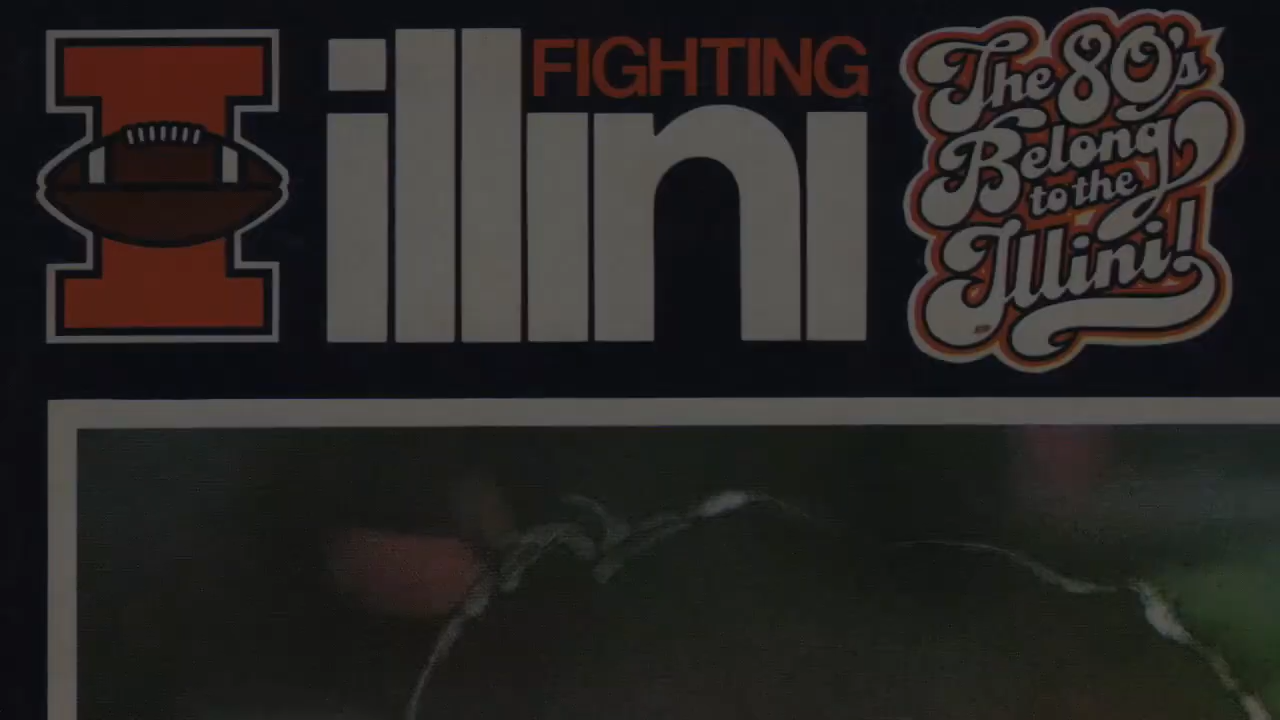 I
FIGHTING
illini
The 80's
Belong
to the
Illini!